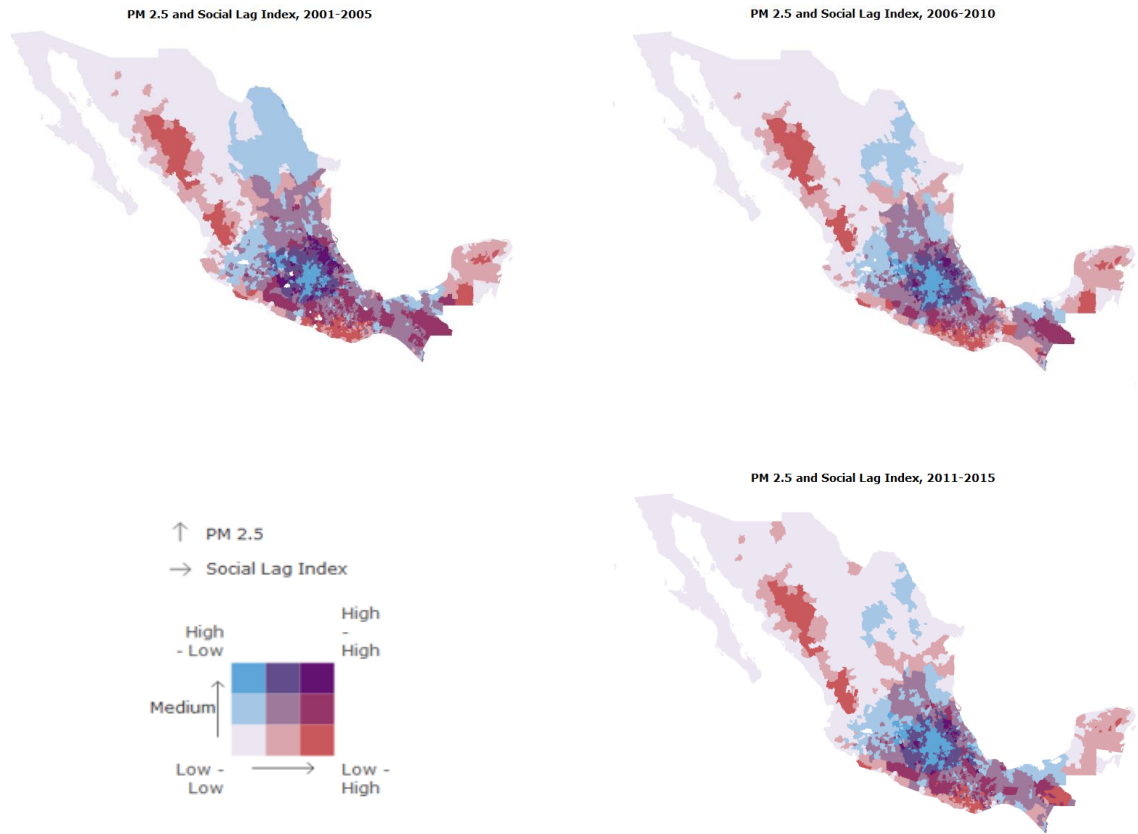 PM 2.5 and Social Lag Index, 2001-2005
PM 2.5 and Social Lag Index, 2006-2010
PM 2.5 and Social Lag Index, 2011-2015
↑ PM 2.5
→ Social Lag Index
High
- Low
High
-
High
Medium
Low -
Low
Low -
High